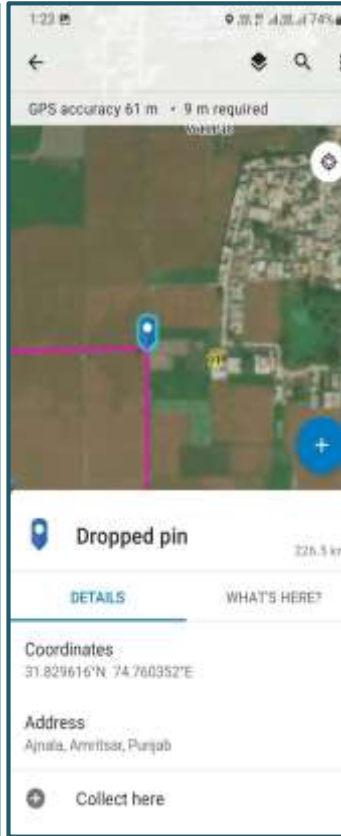 1:23
74%
GPS accuracy 61 m • 9 m required
Dropped pin
226.5 km
DETAILS
WHAT'S HERE?
Coordinates
31.829616°N 74.760352°E
Address
Ajnala, Amritsar, Punjab
Collect here